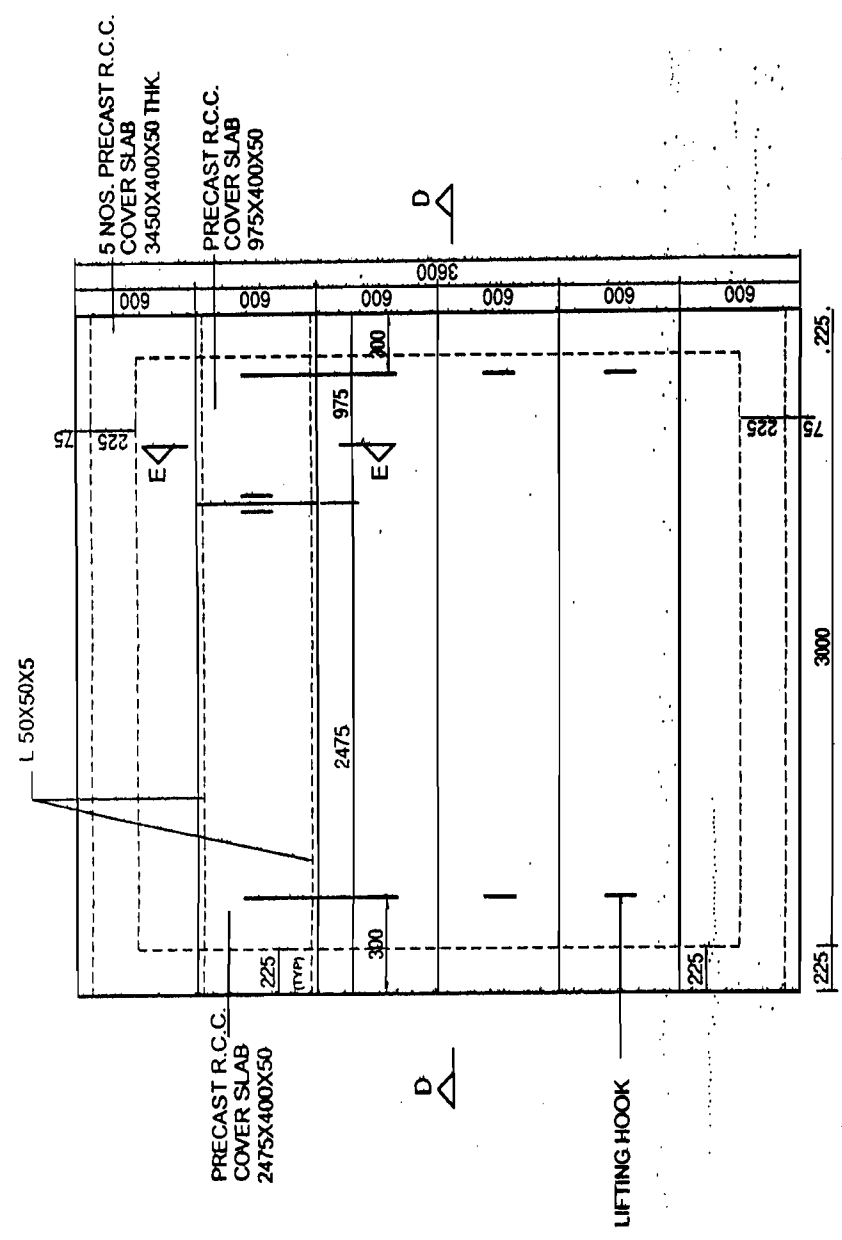 5 NOS. PRECAST R.C.C.
COVER SLAB
3450X400X50 THK.
PRECAST R.C.C.
COVER SLAB
975X400X50
D
3600
600
600
600
600
600
600
75
225
E
E
300
975
225
75
225
3000
225
L 50X50X5
2475
300
225
(TYP)
225
PRECAST R.C.C.
COVER SLAB
2475X400X50
D
LIFTING HOOK